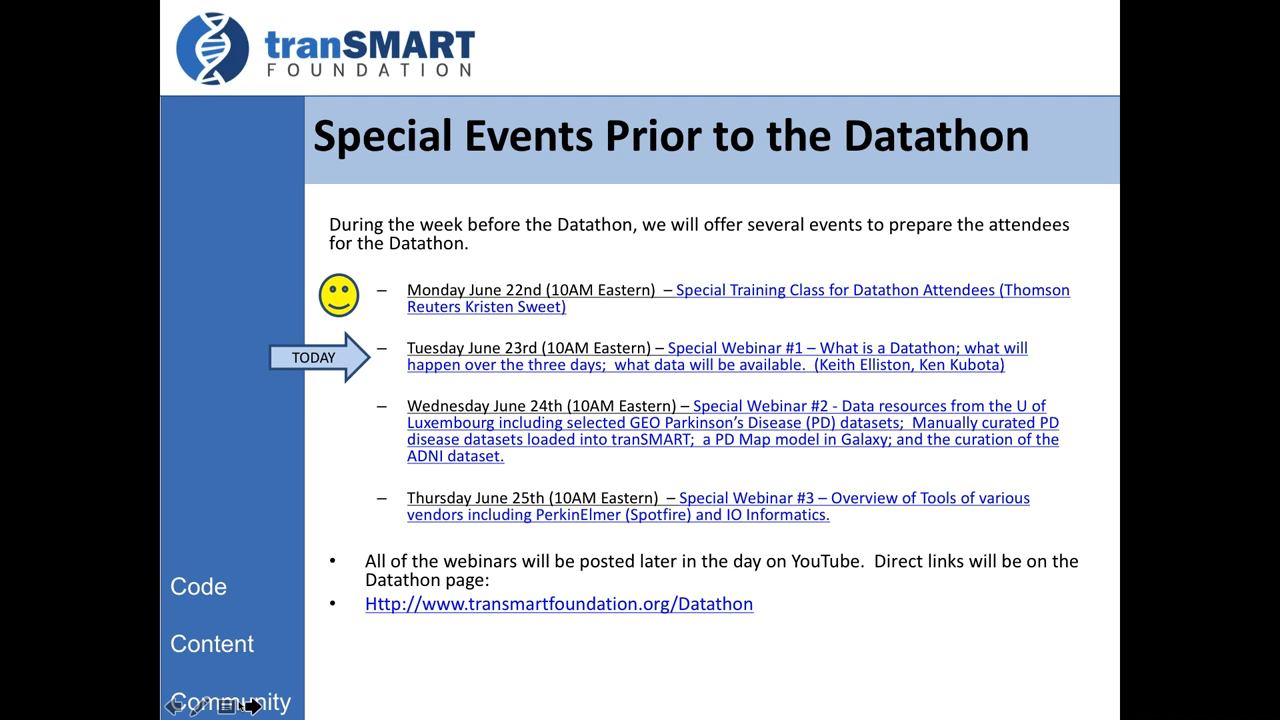 tranSMART
FOUNDATION
Special Events Prior to the Datathon
During the week before the Datathon, we will offer several events to prepare the attendees
for the Datathon.
– Monday June 22nd (10AM Eastern) – Special Training Class for Datathon Attendees (Thomson
Reuters Kristen Sweet)
TODAY
– Tuesday June 23rd (10AM Eastern) – Special Webinar #1 – What is a Datathon; what will
happen over the three days; what data will be available. (Keith Elliston, Ken Kubota)
– Wednesday June 24th (10AM Eastern) – Special Webinar #2 - Data resources from the U of
Luxembourg including selected GEO Parkinson’s Disease (PD) datasets; Manually curated PD
disease datasets loaded into tranSMART; a PD Map model in Galaxy; and the curation of the
ADNI dataset.
– Thursday June 25th (10AM Eastern) – Special Webinar #3 – Overview of Tools of various
vendors including PerkinElmer (Spotfire) and IO Informatics.
• All of the webinars will be posted later in the day on YouTube. Direct links will be on the
Datathon page:
• Http://www.transmartfoundation.org/Datathon
Code
Content
Community